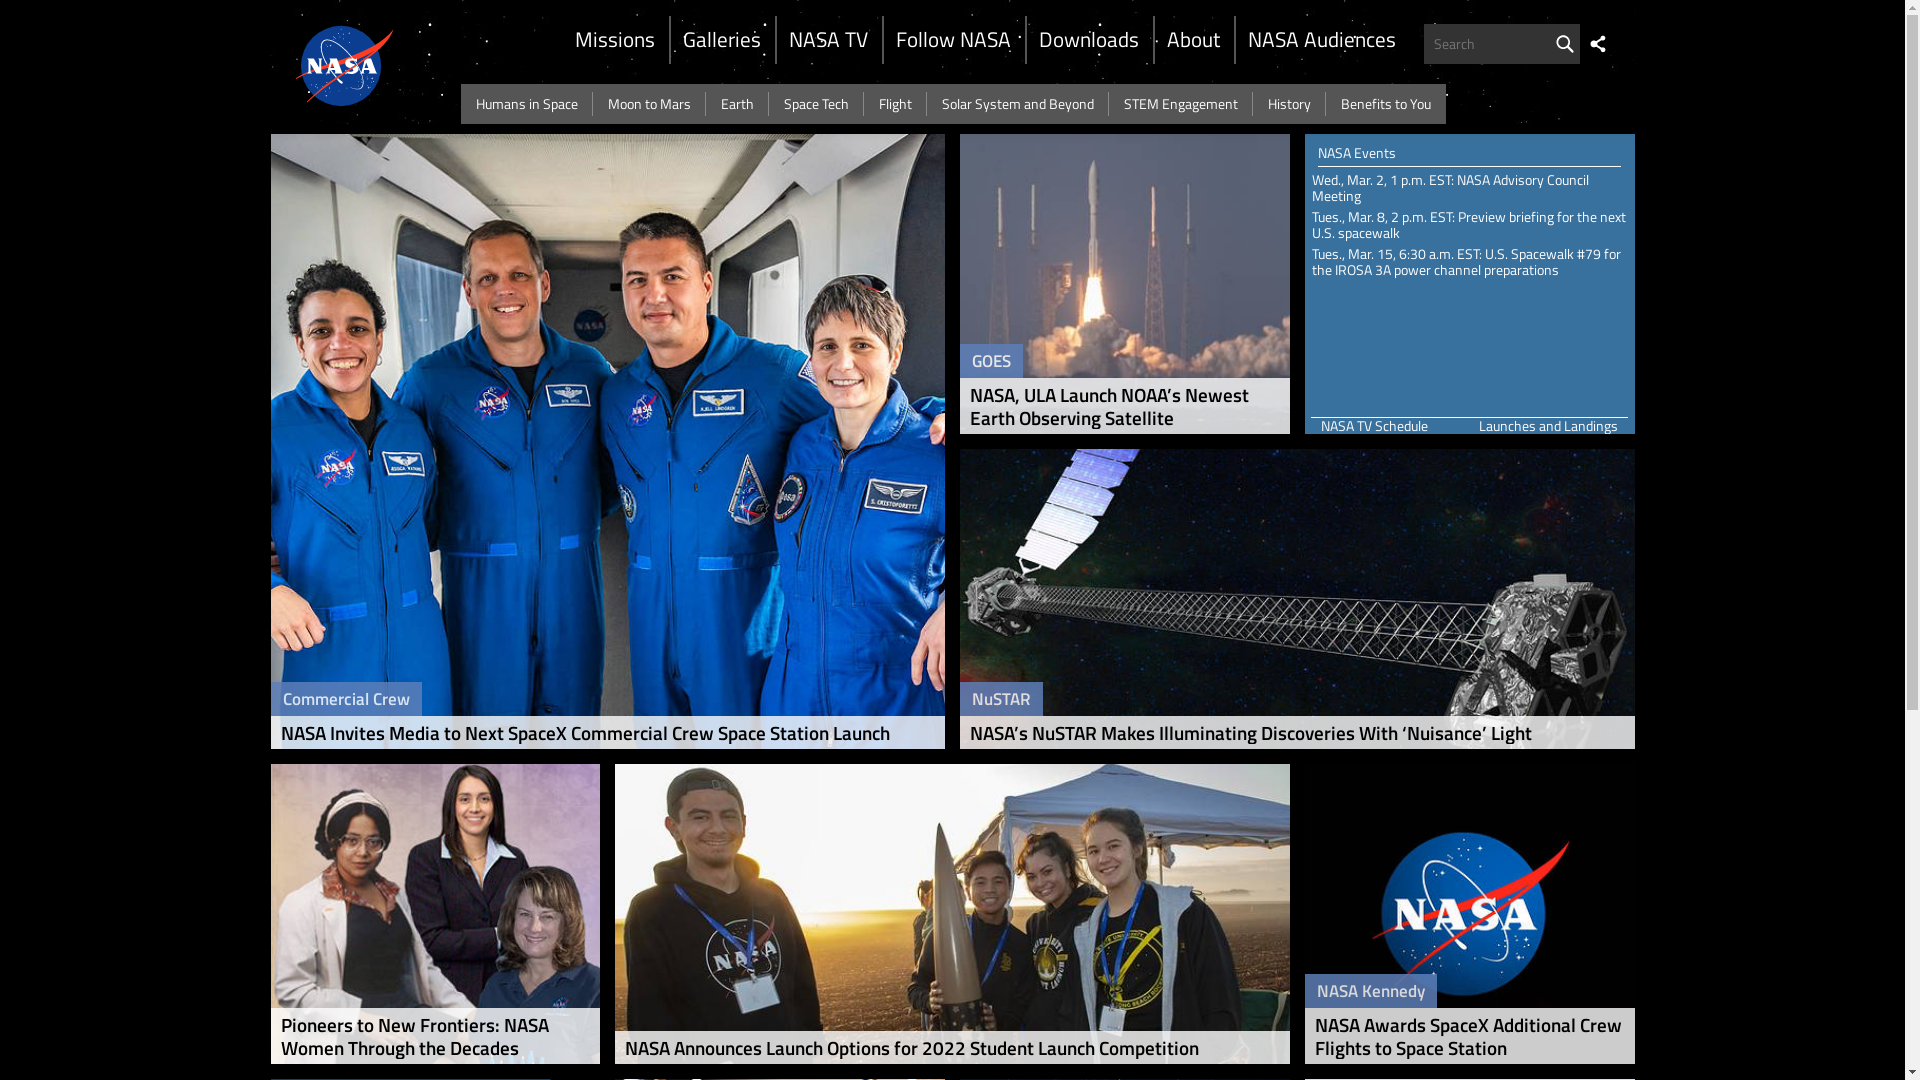 NASA
Missions
Galleries
NASA TV
Follow NASA
Downloads
About
NASA Audiences
Search
Humans in Space
Moon to Mars
Earth
Space Tech
Flight
Solar System and Beyond
STEM Engagement
History
Benefits to You
Commercial Crew
NASA Invites Media to Next SpaceX Commercial Crew Space Station Launch
GOES
NASA, ULA Launch NOAA’s Newest
Earth Observing Satellite
NASA Events
Wed., Mar. 2, 1 p.m. EST: NASA Advisory Council
Meeting
Tues., Mar. 8, 2 p.m. EST: Preview briefing for the next
U.S. spacewalk
Tues., Mar. 15, 6:30 a.m. EST: U.S. Spacewalk #79 for
the IROSA 3A power channel preparations
NASA TV Schedule
Launches and Landings
NuSTAR
NASA’s NuSTAR Makes Illuminating Discoveries With ‘Nuisance’ Light
Pioneers to New Frontiers: NASA
Women Through the Decades
NASA
NASA Announces Launch Options for 2022 Student Launch Competition
NASA
NASA Kennedy
NASA Awards SpaceX Additional Crew
Flights to Space Station